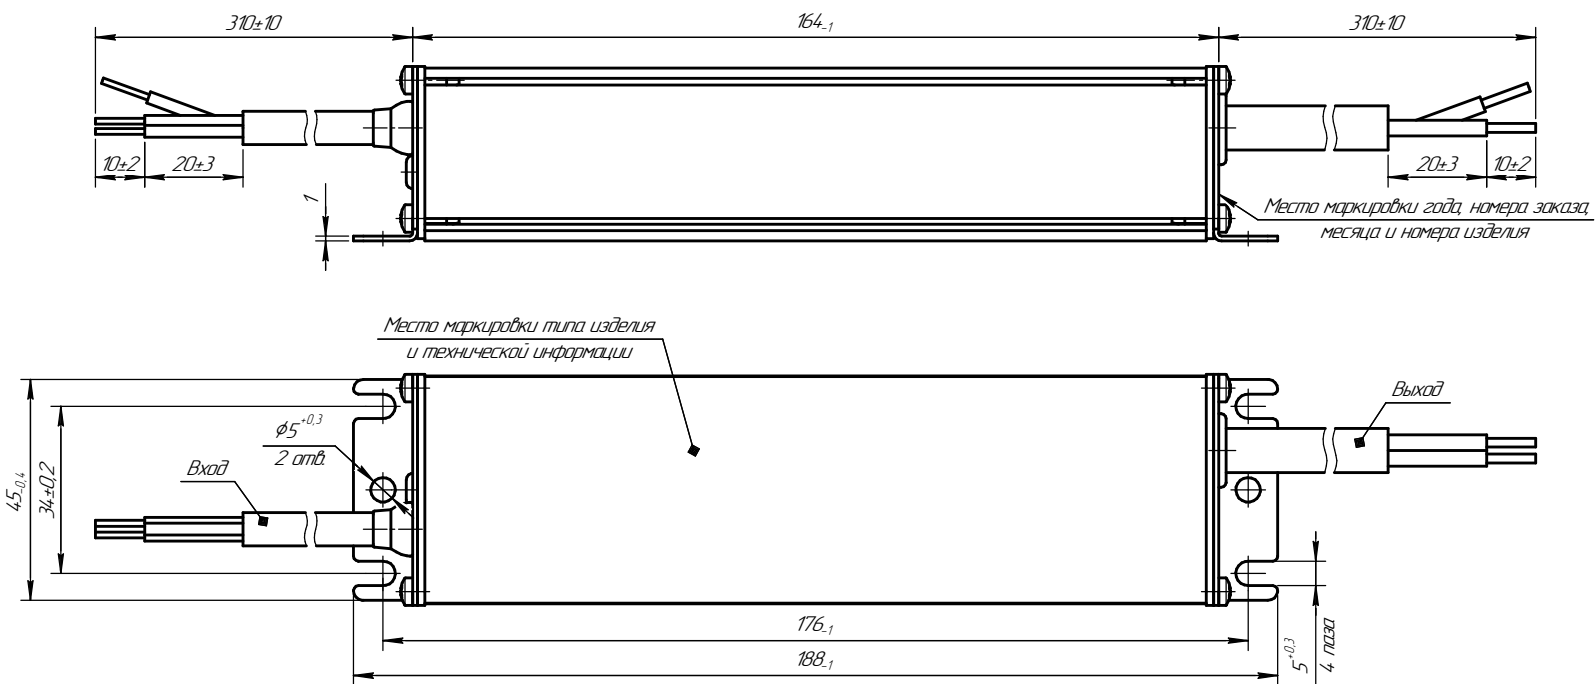 310±10
164-1
310±10
10±2
20±3
20±3
10±2
1
Место маркировки года, номера заказа,
месяца и номера изделия
Место маркировки типа изделия
и технической информации
Выход
⌀5+0,3
2 отв.
Вход
45-0,4
34±0,2
176-1
188-1
5+0,3
4 паза